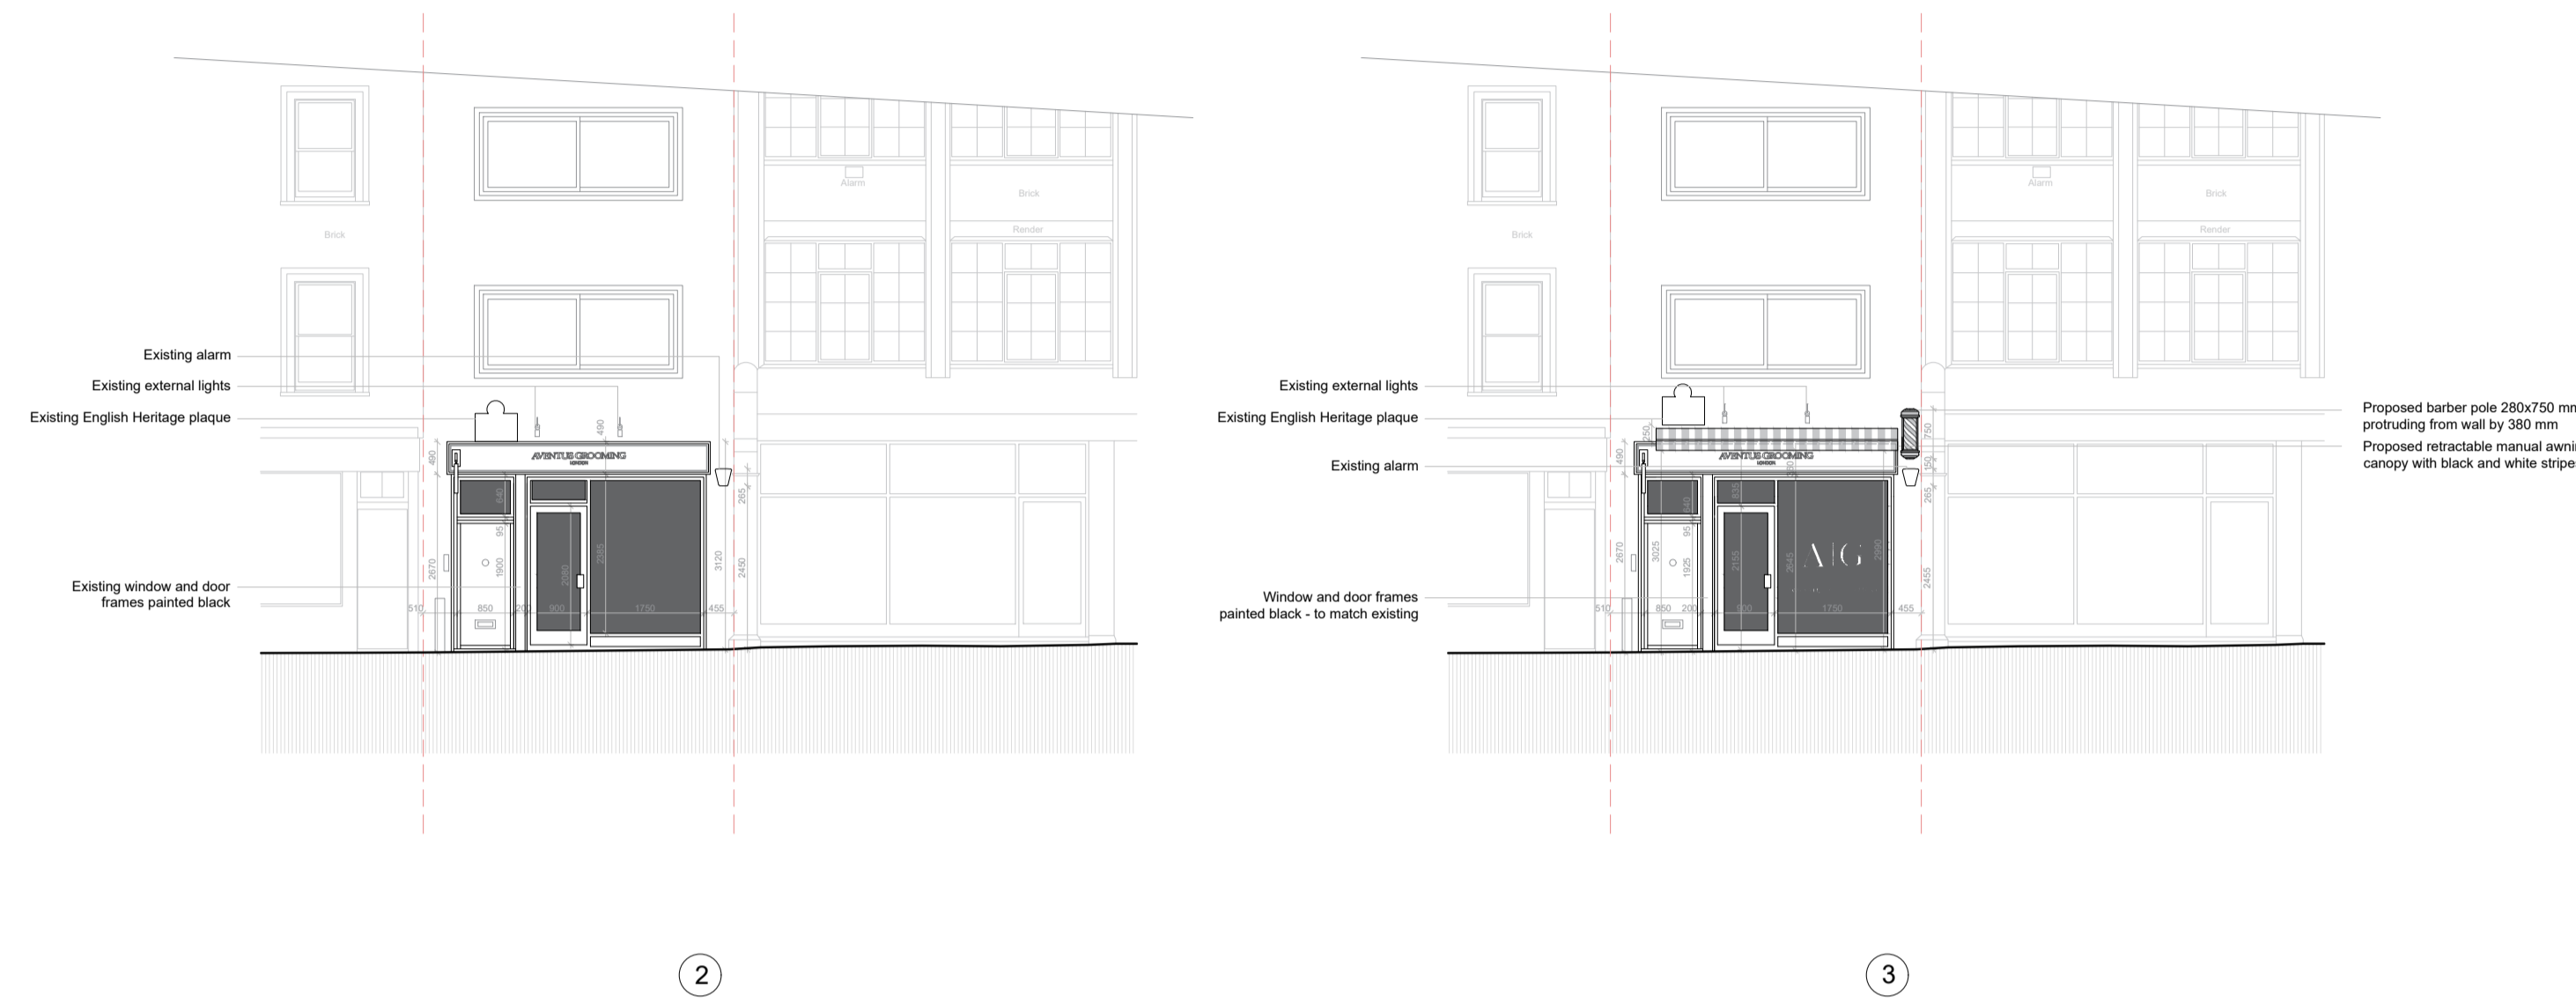 Alarm
Brick
Brick
Render
Existing alarm
Existing external lights
Existing English Heritage plaque
490
490
AVENTUS GROOMING
LONDON
640
265
95
2385
2670
1900
2080
3120
2450
Existing window and door
frames painted black
510
850
200
900
1750
455
2
Alarm
Brick
Brick
Render
Existing external lights
Existing English Heritage plaque
Existing alarm
Proposed barber pole 280x750 mm
protruding from wall by 380 mm
Proposed retractable manual
canopy with black and white
750
250
490
AVENTUS GROOMING
LONDON
150
835
640
265
95
2670
3025
1925
2155
2645
AG
2990
2455
Window and door frames
painted black - to match existing
510
850
200
900
1750
455
3